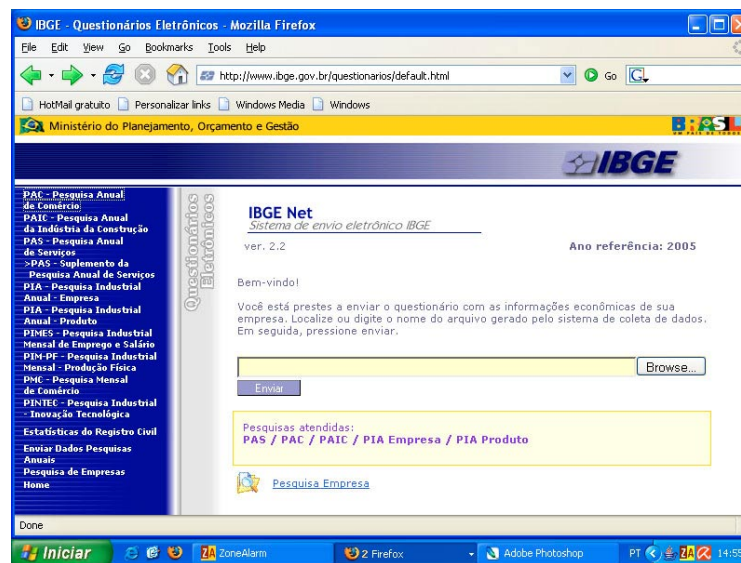 IBGE - Questionários Eletrônicos - Mozilla Firefox
File Edit View Go Bookmarks Tools Help
http://www.ibge.gov.br/questionarios/default.html Go G
HotMail gratuito Personalizar links Windows Media Windows
Ministério do Planejamento, Orçamento e Gestão BRASIL
UM PAÍS DE TODOS
IBGE
PAC - Pesquisa Anual
de Comércio
PAIC - Pesquisa Anual
da Indústria da Construção
PAS - Pesquisa Anual
de Serviços
>PAS - Suplemento da
Pesquisa Anual de Serviços
PIA - Pesquisa Industrial
Anual - Empresa
PIA - Pesquisa Industrial
Anual - Produto
PIMES - Pesquisa Industrial
Mensal de Emprego e Salário
PIM-PF - Pesquisa Industrial
Mensal - Produção Física
PMC - Pesquisa Mensal
de Comércio
PINTEC - Pesquisa Industrial
- Inovação Tecnológica
Estatísticas do Registro Civil
Enviar Dados Pesquisas
Anuais
Pesquisa de Empresas
Home
Questionários
Eletrônicos
IBGE Net
Sistema de envio eletrônico IBGE
ver. 2.2 Ano referência: 2005
Bem-vindo!
Você está prestes a enviar o questionário com as informações econômicas de sua
empresa. Localize ou digite o nome do arquivo gerado pelo sistema de coleta de dados.
Em seguida, pressione enviar.
Browse...
Enviar
Pesquisas atendidas:
PAS / PAC / PAIC / PIA Empresa / PIA Produto
Pesquisa Empresa
Done
Iniciar ZA ZoneAlarm 2 Firefox Adobe Photoshop PT ZA 14:55